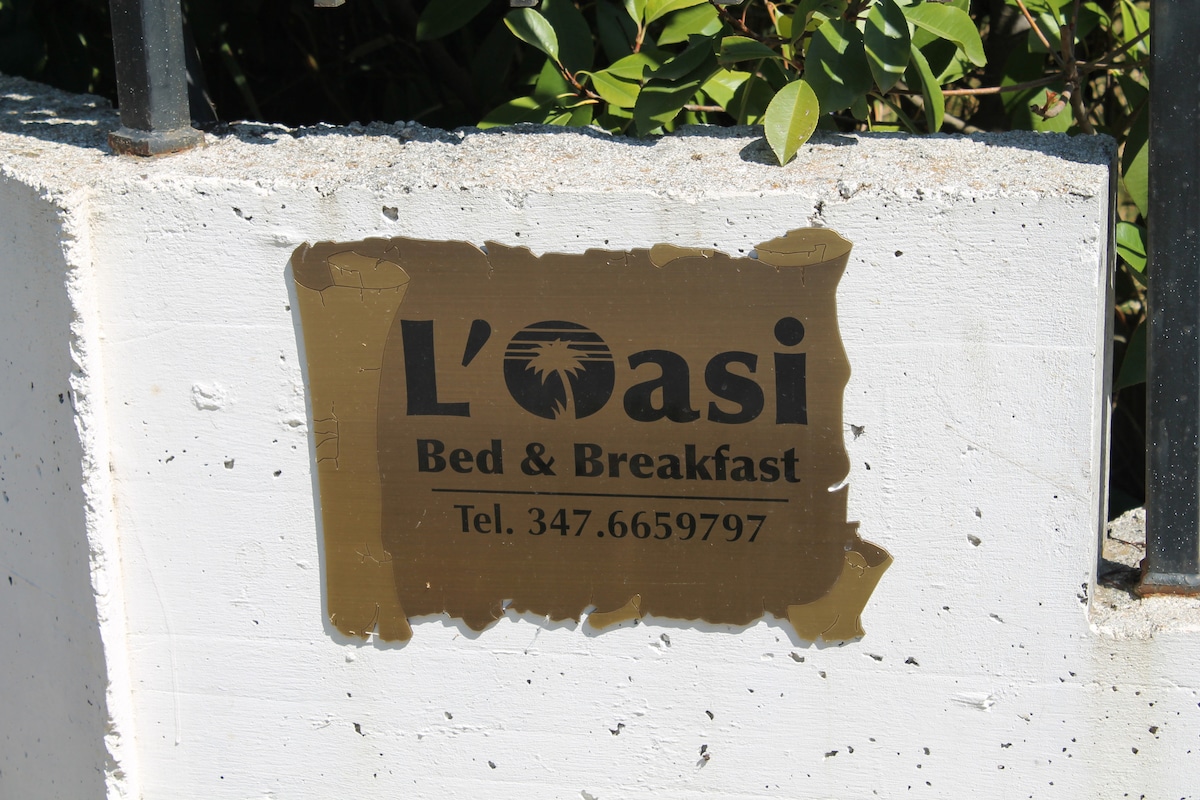 L'Oasi
Bed & Breakfast
Tel. 347.6659797